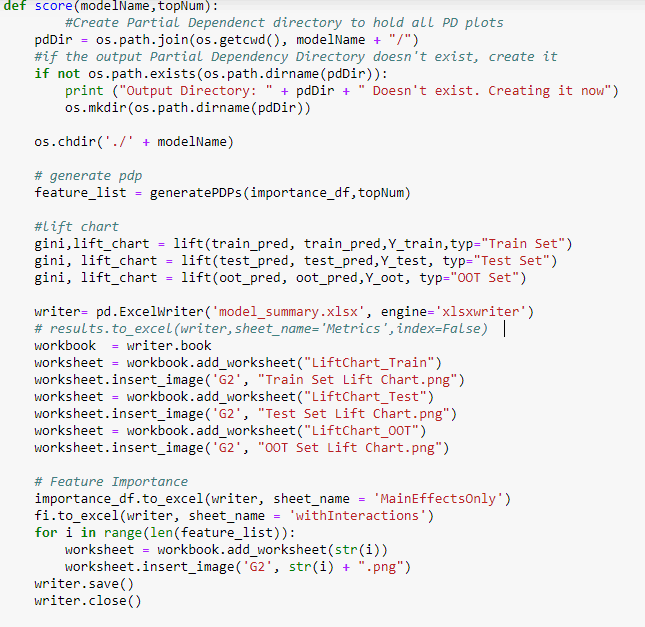 def score(modelName,topNum):
        #Create Partial Dependenct directory to hold all PD plots
    pdDir = os.path.join(os.getcwd(), modelName + "/")
    #if the output Partial Dependency Directory doesn't exist, create it
    if not os.path.exists(os.path.dirname(pdDir)):
        print ("Output Directory: " + pdDir + " Doesn't exist. Creating it now")
        os.mkdir(os.path.dirname(pdDir))

    os.chdir('./' + modelName)

    # generate pdp
    feature_list = generatePDPs(importance_df,topNum)

    #lift chart
    gini,lift_chart = lift(train_pred, train_pred,Y_train,typ="Train Set")
    gini, lift_chart = lift(test_pred, test_pred,Y_test, typ="Test Set")
    gini, lift_chart = lift(oot_pred, oot_pred,Y_oot, typ="OOT Set")

    writer= pd.ExcelWriter('model_summary.xlsx', engine='xlsxwriter')
    # results.to_excel(writer,sheet_name='Metrics',index=False)
    workbook  = writer.book
    worksheet = workbook.add_worksheet("LiftChart_Train")
    worksheet.insert_image('G2', "Train Set Lift Chart.png")
    worksheet = workbook.add_worksheet("LiftChart_Test")
    worksheet.insert_image('G2', "Test Set Lift Chart.png")
    worksheet = workbook.add_worksheet("LiftChart_OOT")
    worksheet.insert_image('G2', "OOT Set Lift Chart.png")

    # Feature Importance
    importance_df.to_excel(writer, sheet_name = 'MainEffectsOnly')
    fi.to_excel(writer, sheet_name = 'withInteractions')
    for i in range(len(feature_list)):
        worksheet = workbook.add_worksheet(str(i))
        worksheet.insert_image('G2', str(i) + ".png")
    writer.save()
    writer.close()